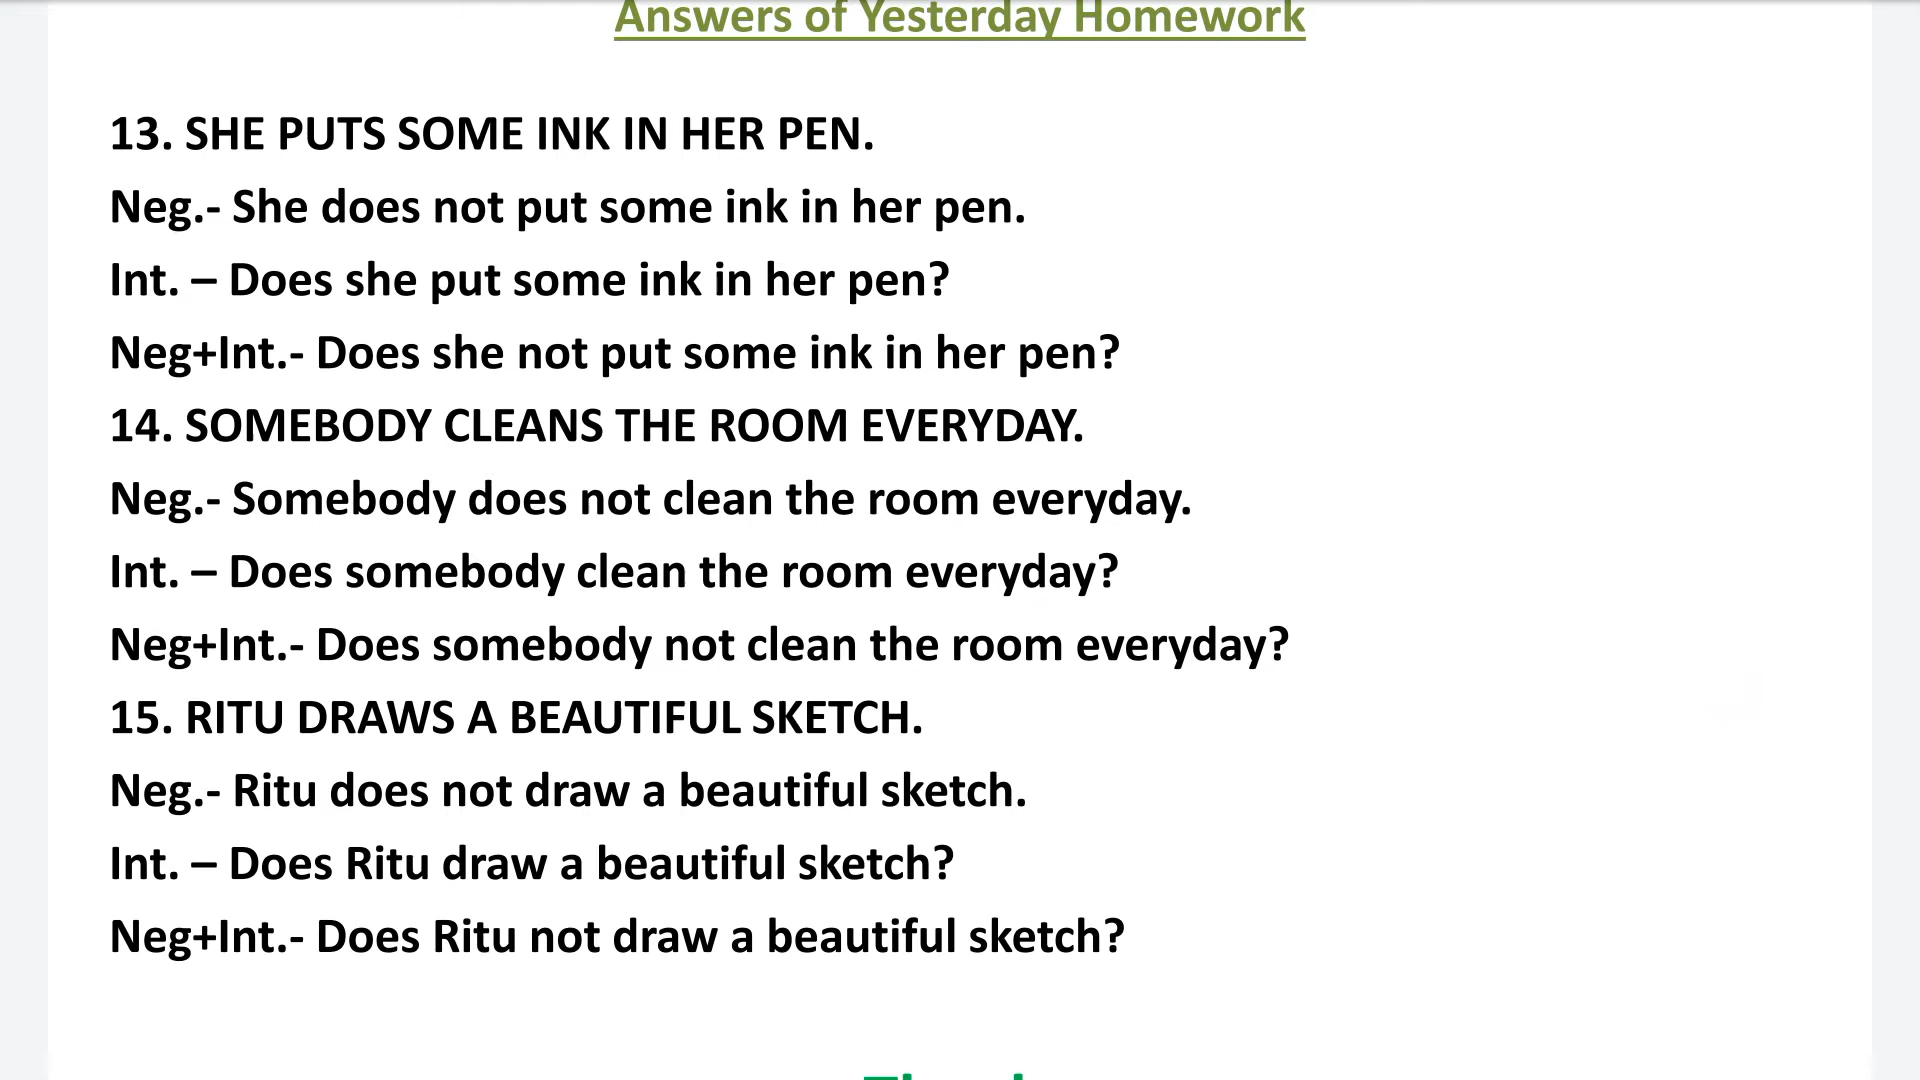 Answers of Yesterday Homework
13. SHE PUTS SOME INK IN HER PEN.
Neg.- She does not put some ink in her pen.
Int. – Does she put some ink in her pen?
Neg+Int.- Does she not put some ink in her pen?
14. SOMEBODY CLEANS THE ROOM EVERYDAY.
Neg.- Somebody does not clean the room everyday.
Int. – Does somebody clean the room everyday?
Neg+Int.- Does somebody not clean the room everyday?
15. RITU DRAWS A BEAUTIFUL SKETCH.
Neg.- Ritu does not draw a beautiful sketch.
Int. – Does Ritu draw a beautiful sketch?
Neg+Int.- Does Ritu not draw a beautiful sketch?